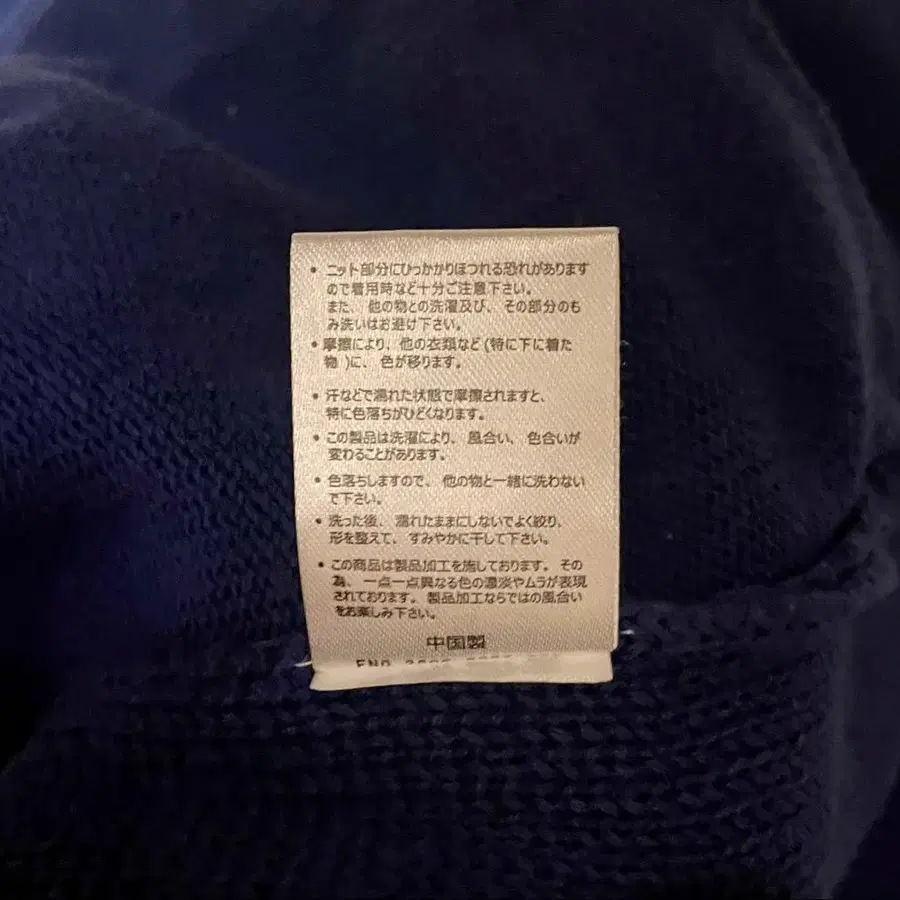 • ニット部分にひっかかりほつれる恐れがあります
ので着用時など十分ご注意下さい。
また、他の物との洗濯及び、その部分のも
み洗いはお避け下さい。
• 摩擦により、他の衣類など(特に下に着た
物 )に、色が移ります。
• 汗などで濡れた状態で摩擦されますと、
特に色落ちがひどくなります。
• この製品は洗濯により、風合い、色合いが
変わることがあります。
• 色落ちしますので、他の物と一緒に洗わない
で下さい。
• 洗った後、濡れたままにしないでよく絞り、
形を整えて、すみやかに干して下さい。
• この商品は製品加工を施しております。その
為、一点一点異なる色の濃淡やムラが表現
されております。製品加工ならではの風合い
をお楽しみ下さい。
中国製